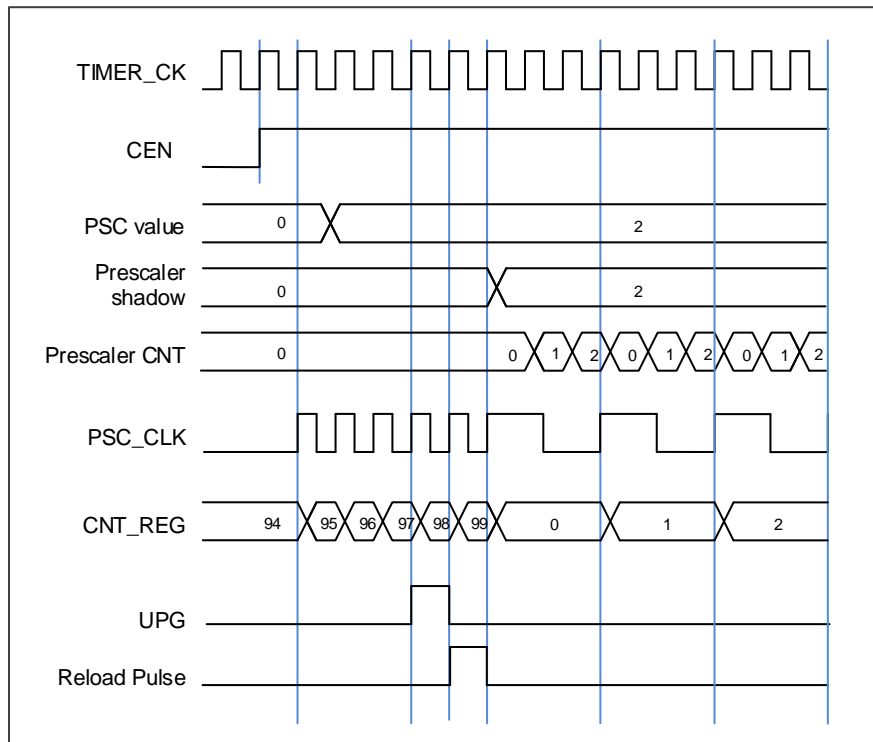 TIMER_CK
CEN
PSC value 0 2
Prescaler
shadow 0 2
Prescaler CNT 0 0 1 2 0 1 2 0 1 2
PSC_CLK
CNT_REG 94 95 96 97 98 99 0 1 2
UPG
Reload Pulse